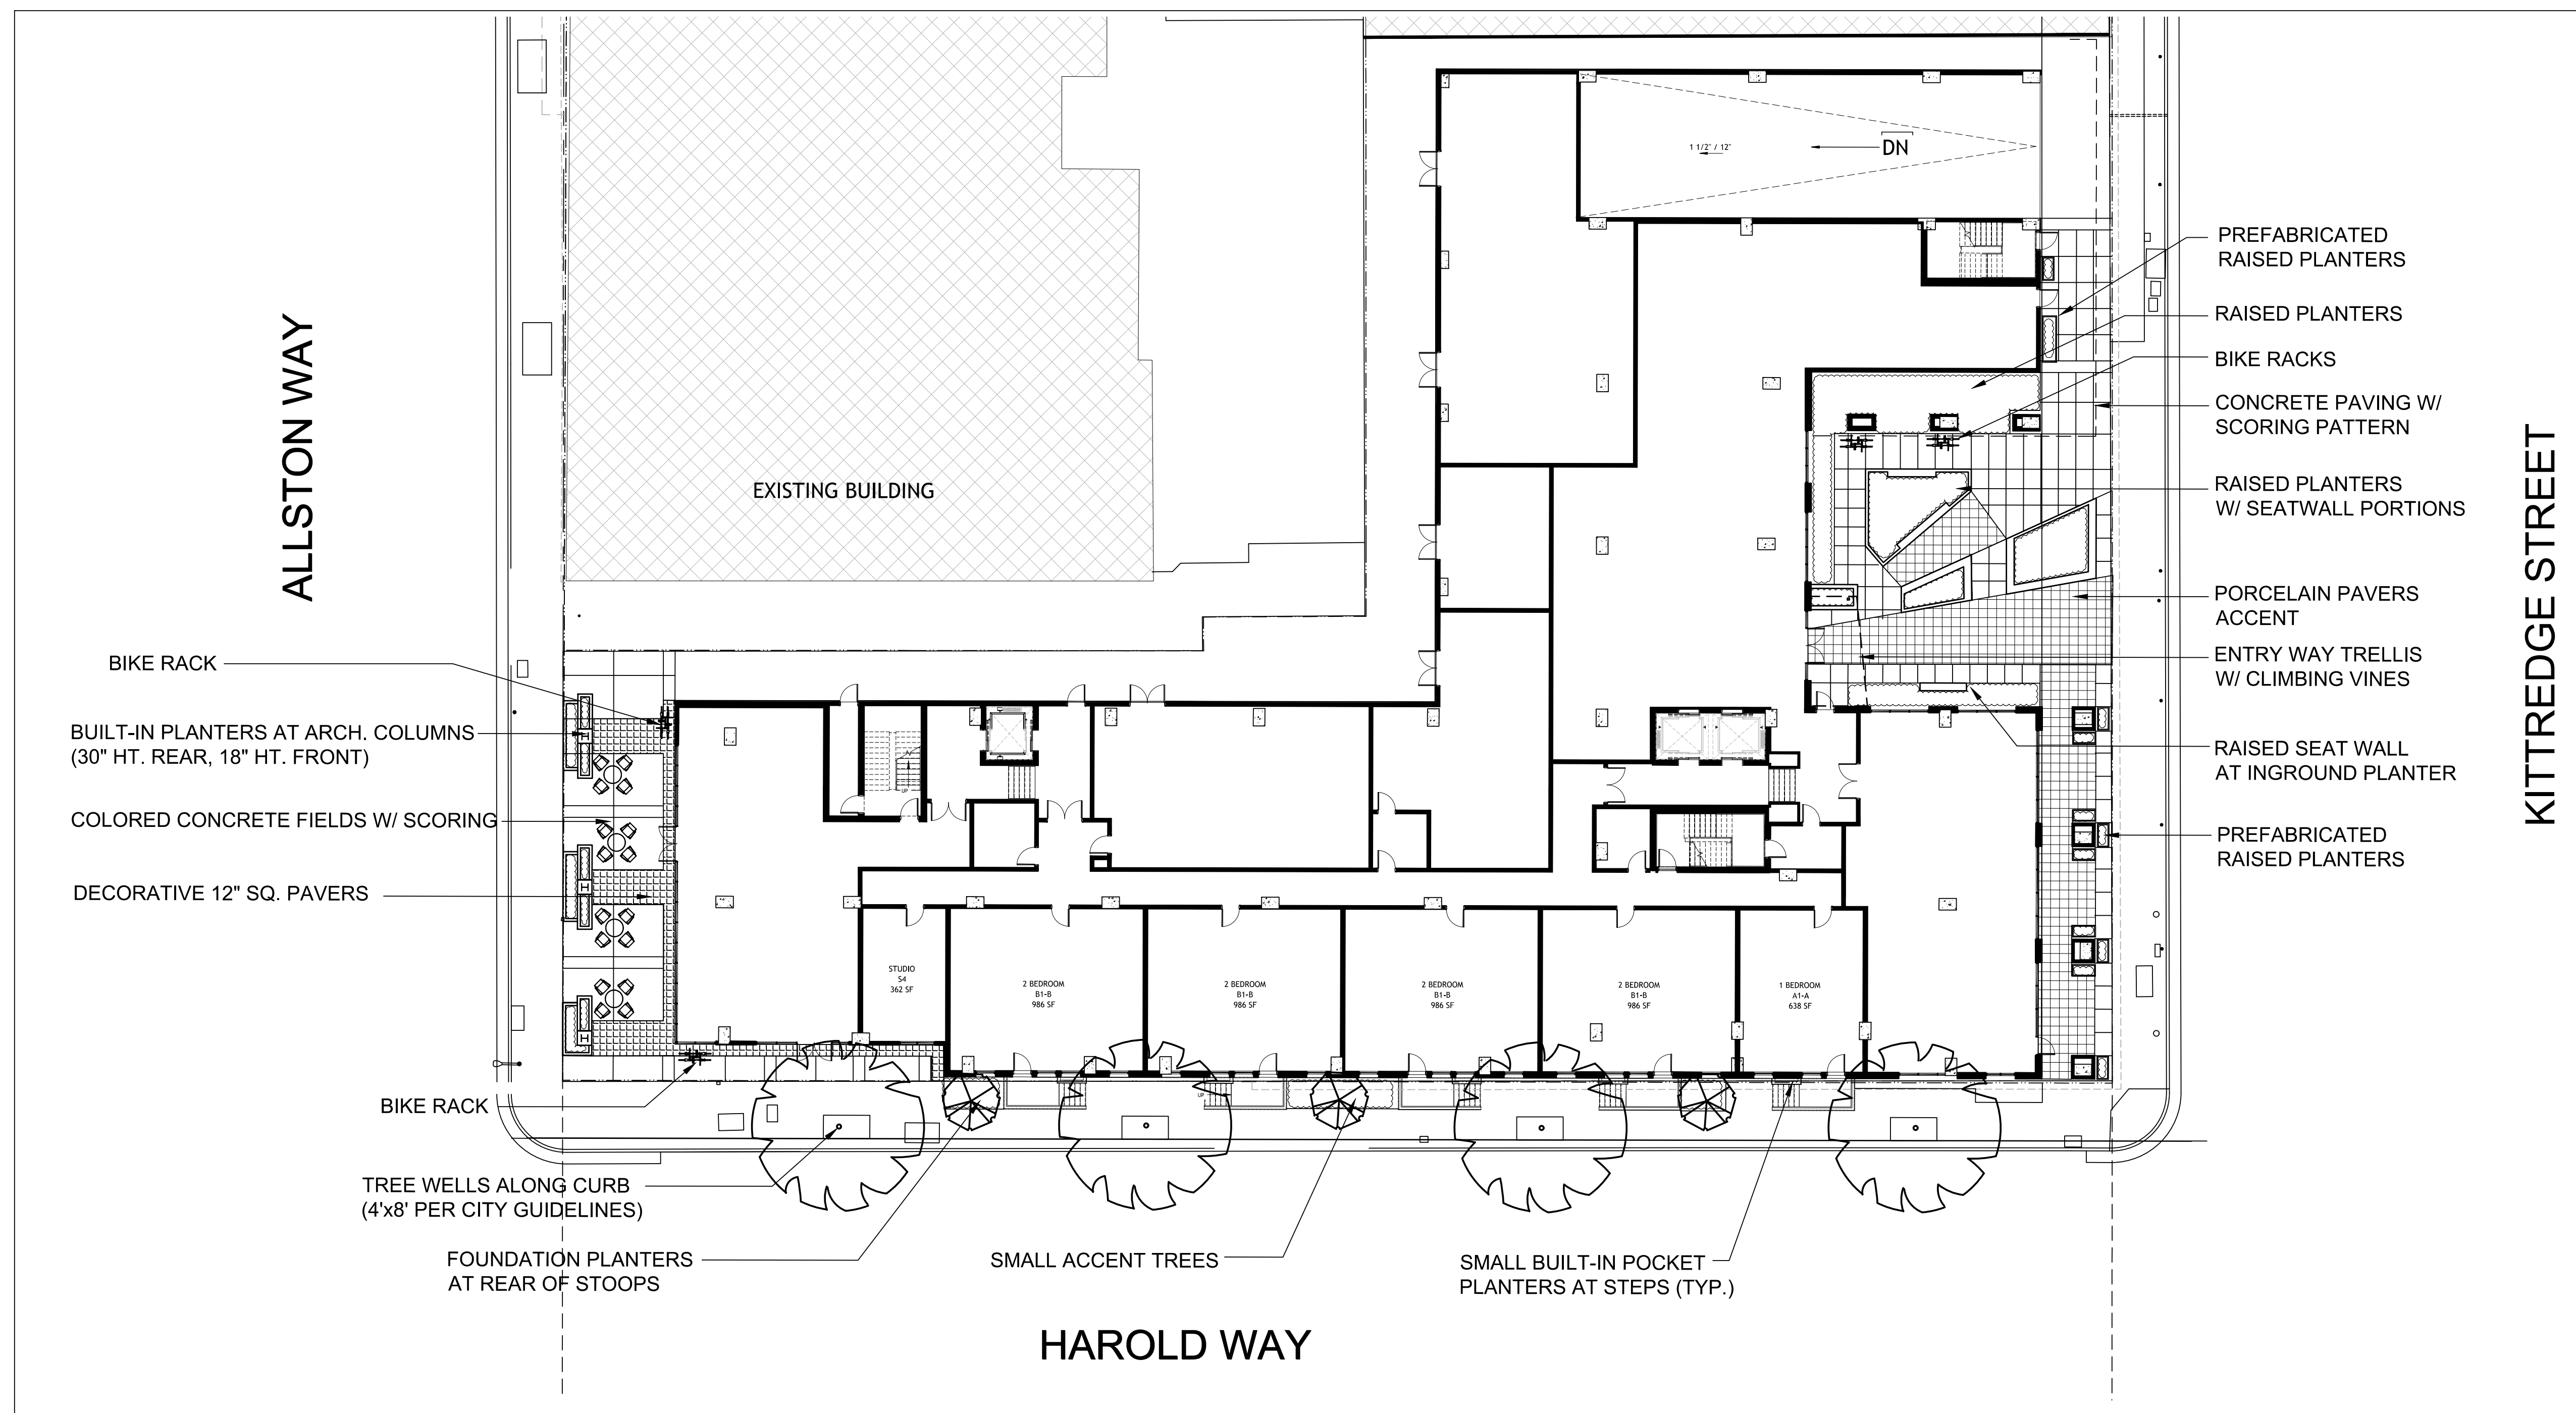 1 1/2" / 12"
DN
ALLSTON WAY
EXISTING BUILDING
KITTREDGE STREET
PREFABRICATED
RAISED PLANTERS
RAISED PLANTERS
BIKE RACKS
CONCRETE PAVING W/
SCORING PATTERN
RAISED PLANTERS
W/ SEATWALL PORTIONS
PORCELAIN PAVERS
ACCENT
ENTRY WAY TRELLIS
W/ CLIMBING VINES
RAISED SEAT WALL
AT INGROUND PLANTER
PREFABRICATED
RAISED PLANTERS
BIKE RACK
BUILT-IN PLANTERS AT ARCH. COLUMNS
(30" HT. REAR, 18" HT. FRONT)
COLORED CONCRETE FIELDS W/ SCORING
DECORATIVE 12" SQ. PAVERS
UP
STUDIO
S4
362 SF
2 BEDROOM
B1-B
986 SF
2 BEDROOM
B1-B
986 SF
2 BEDROOM
B1-B
986 SF
2 BEDROOM
B1-B
986 SF
1 BEDROOM
A1-A
638 SF
UP
BIKE RACK
TREE WELLS ALONG CURB
(4'x8' PER CITY GUIDELINES)
FOUNDATION PLANTERS
AT REAR OF STOOPS
SMALL ACCENT TREES
SMALL BUILT-IN POCKET
PLANTERS AT STEPS (TYP.)
HAROLD WAY